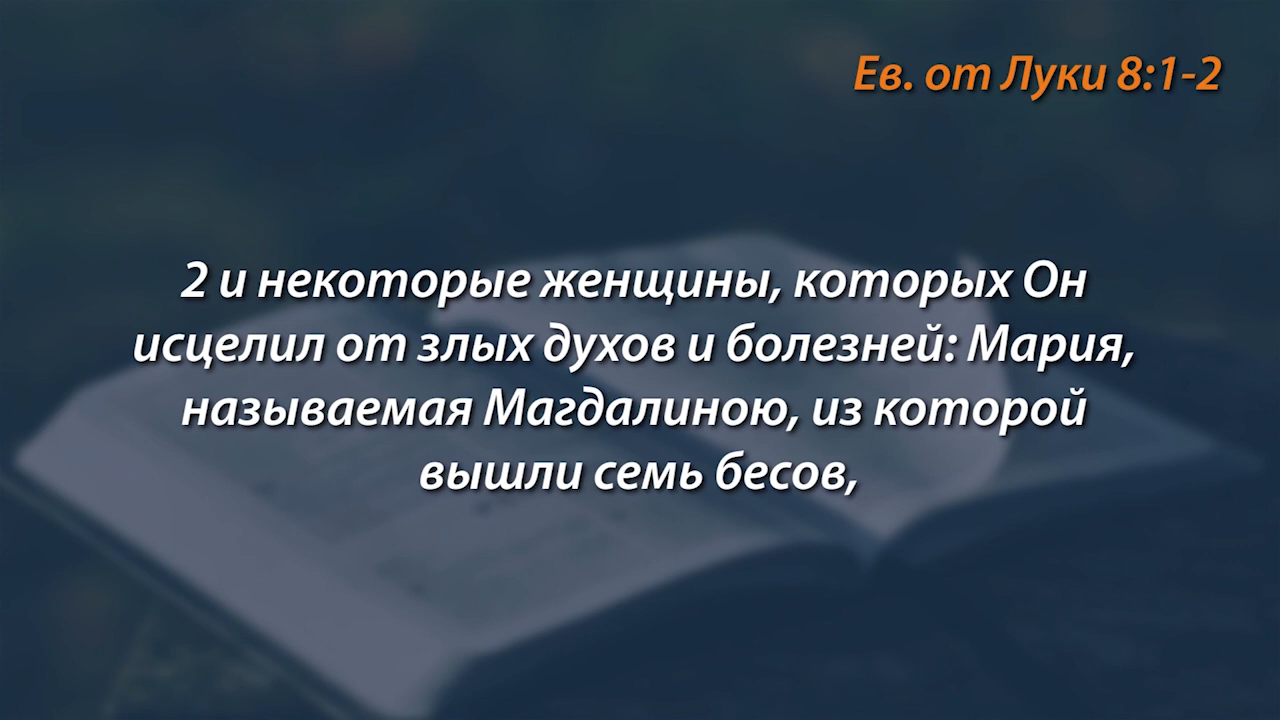 Ев. от Луки 8:1-2
2 и некоторые женщины, которых Он
исцелил от злых духов и болезней: Мария,
называемая Магдалиною, из которой
вышли семь бесов,